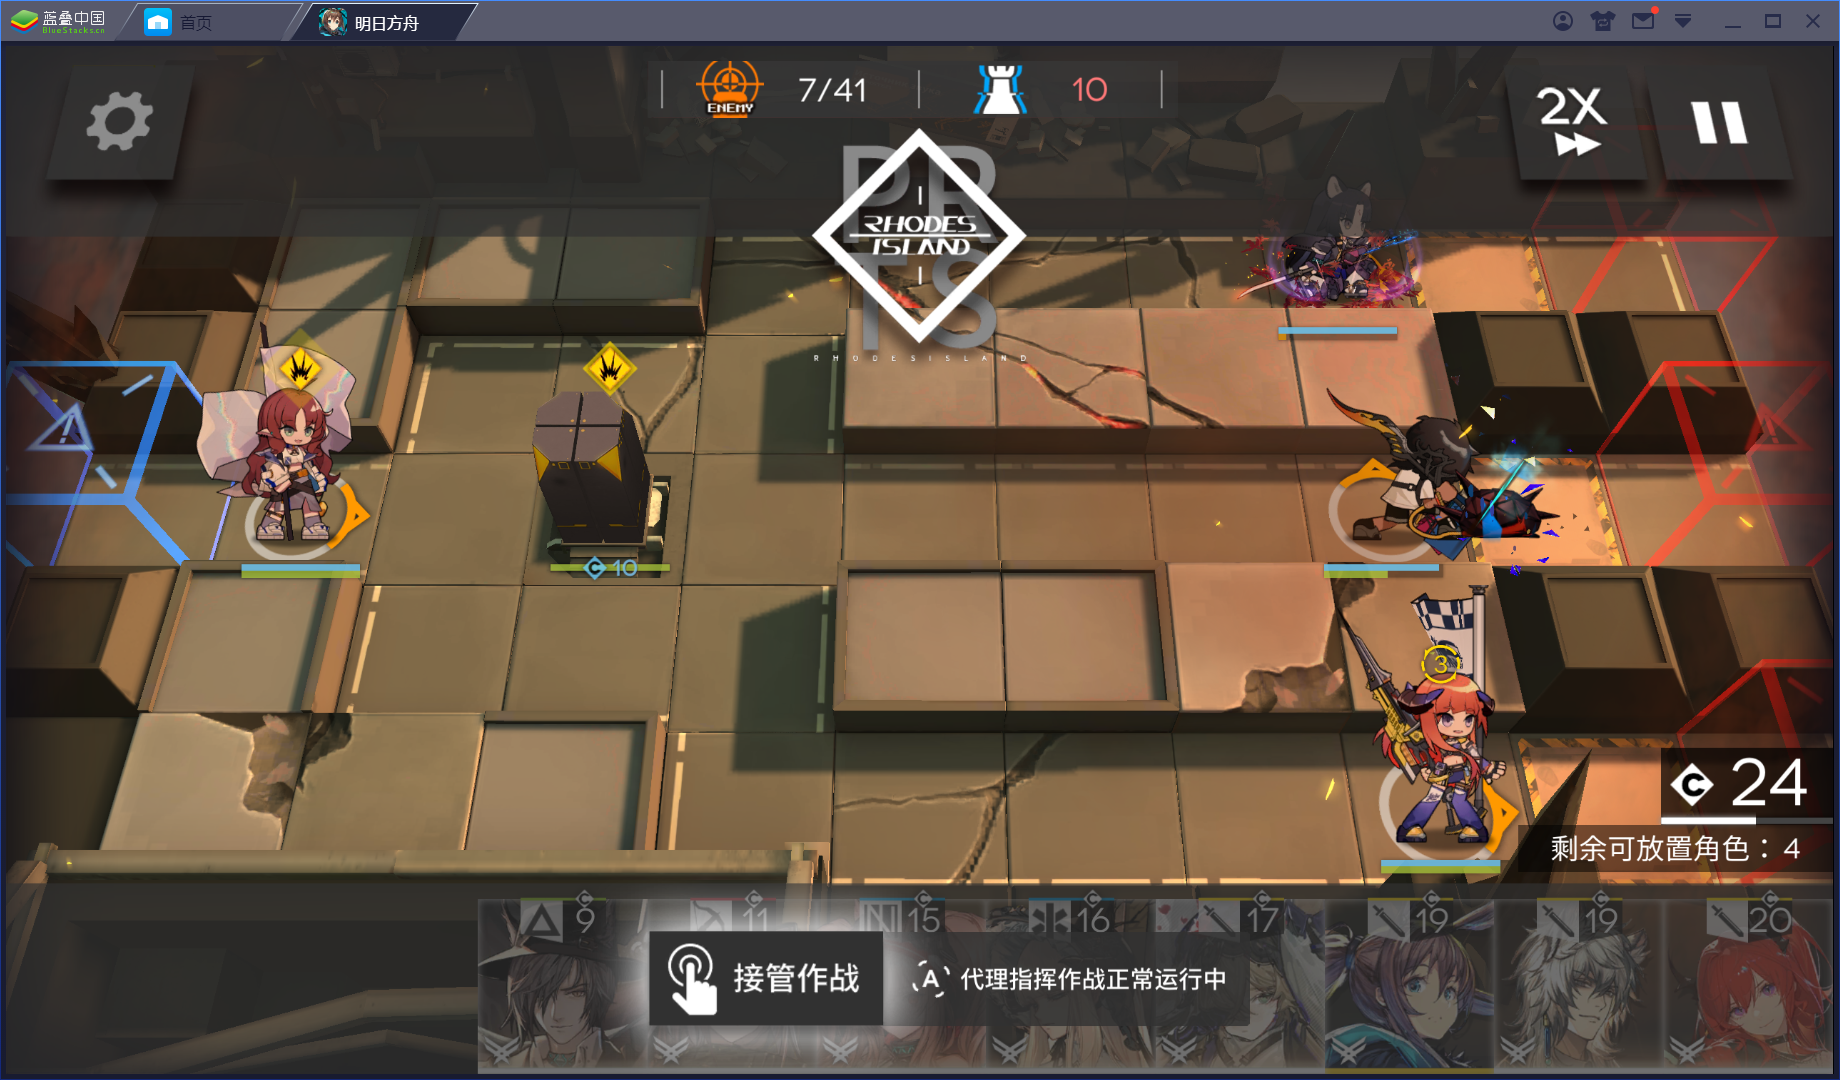 蓝叠中国
BlueStacks.cn
首页
明日方舟
ENEMY
7/41
10
2X
PRTS
RHODES
ISLAND
RHODESISLAND
10
3
24
剩余可放置角色：4
9
11
15
16
17
19
19
20
接管作战
A
代理指挥作战正常运行中